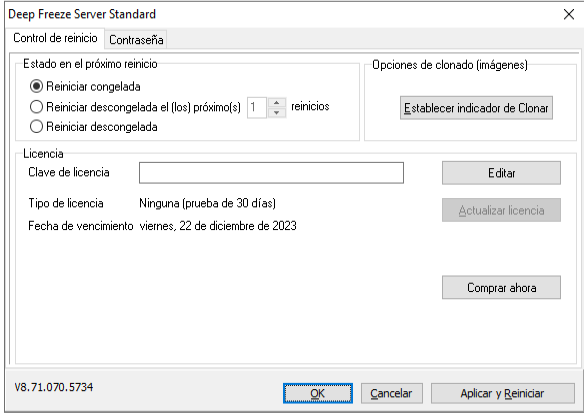 Deep Freeze Server Standard
Control de reinicio Contraseña
Estado en el próximo reinicio
Reiniciar congelada
Reiniciar descongelada el (los) próximo(s) 1 reinicios
Reiniciar descongelada
Opciones de clonado (imágenes)
Establecer indicador de Clonar
Licencia
Clave de licencia
Editar
Tipo de licencia Ninguna (prueba de 30 días)
Actualizar licencia
Fecha de vencimiento viernes, 22 de diciembre de 2023
Comprar ahora
V8.71.070.5734
OK Cancelar Aplicar y Reiniciar